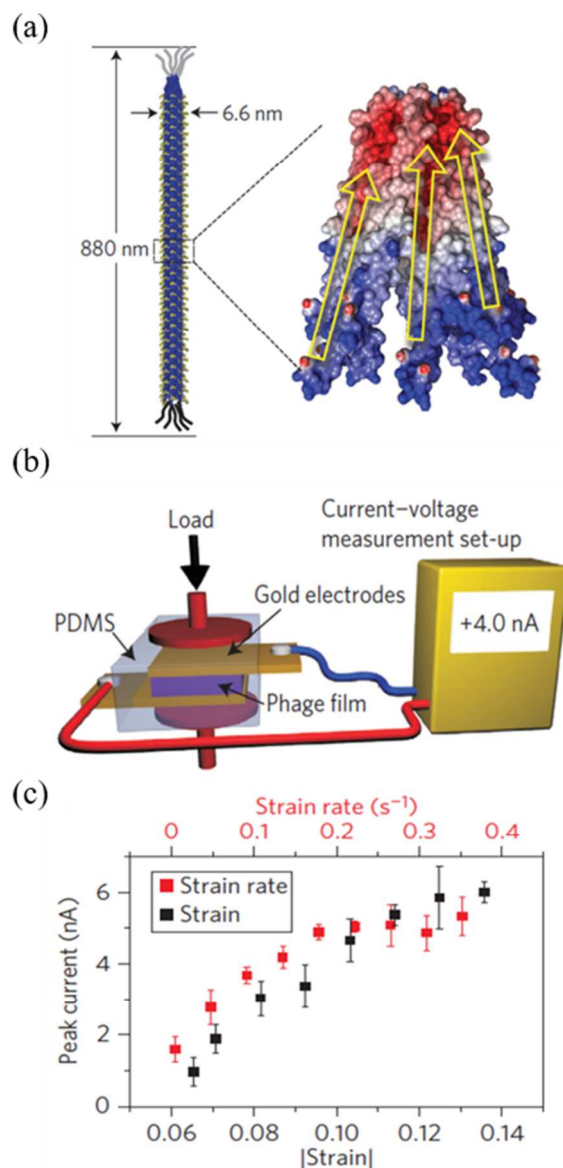 (a)
6.6 nm
880 nm
(b)
Current–voltage
measurement set-up
Load
Gold electrodes
PDMS
+4.0 nA
Phage film
(c)
Strain rate (s⁻¹)
0 0.1 0.2 0.3 0.4
Strain rate
Strain
Peak current (nA)
6
4
2
0
0.06 0.08 0.10 0.12 0.14
|Strain|